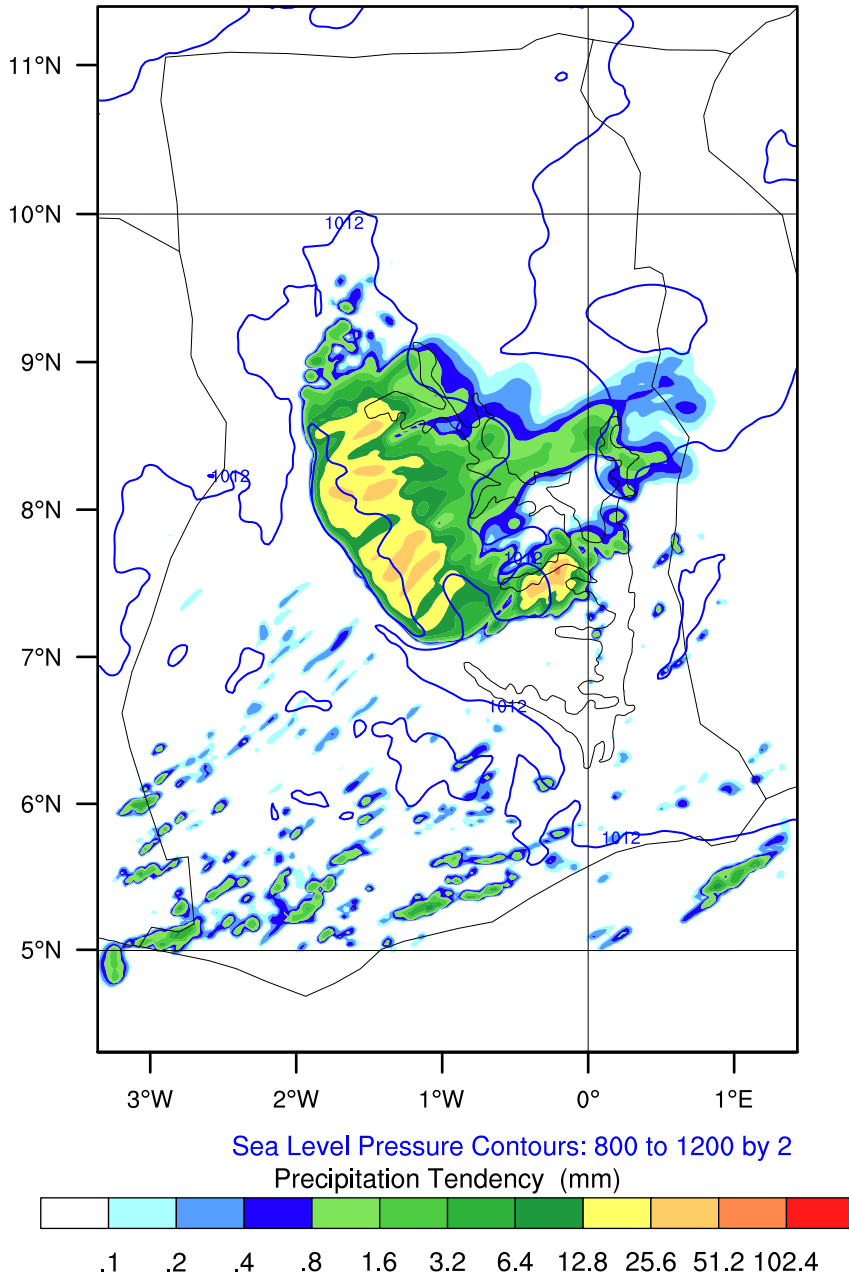 11°N
1012
10°N
9°N
1012
8°N
1012
7°N
1012
6°N
1012
5°N
3°W 2°W 1°W 0° 1°E
Sea Level Pressure Contours: 800 to 1200 by 2
Precipitation Tendency (mm)
.1 .2 .4 .8 1.6 3.2 6.4 12.8 25.6 51.2 102.4